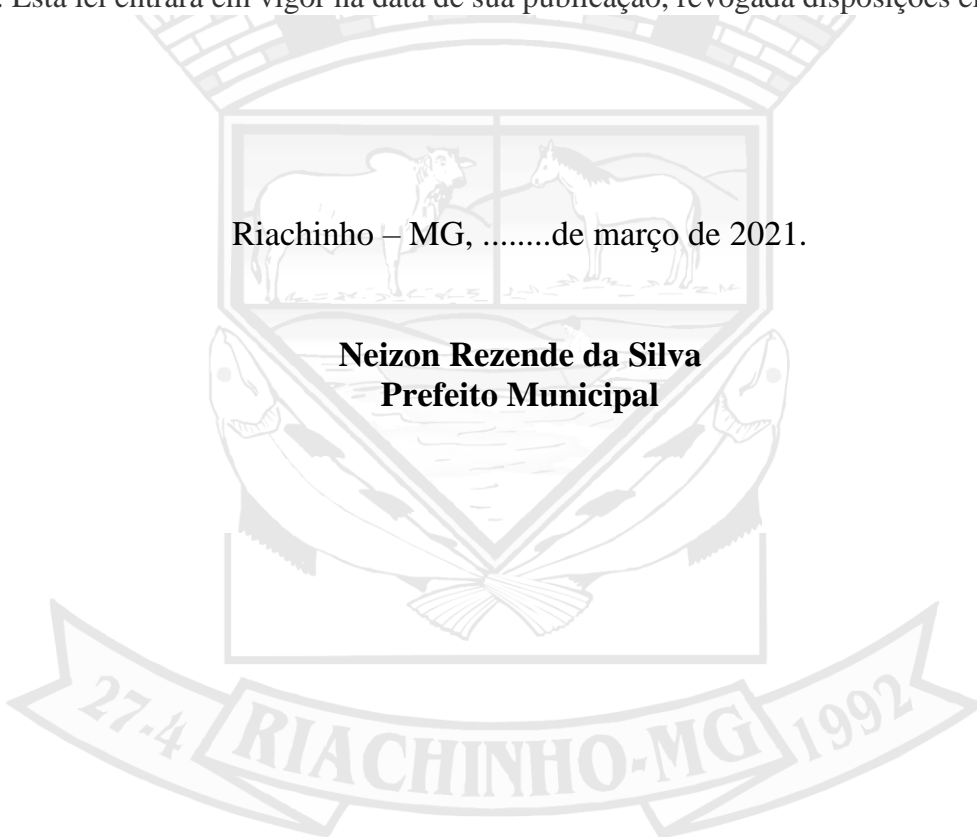 . Esta lei entrará em vigor na data de sua publicação, revogada disposições e
Riachinho – MG, ........de março de 2021.
Neizon Rezende da Silva
Prefeito Municipal
27-4 RIACHINHO-MG 1992